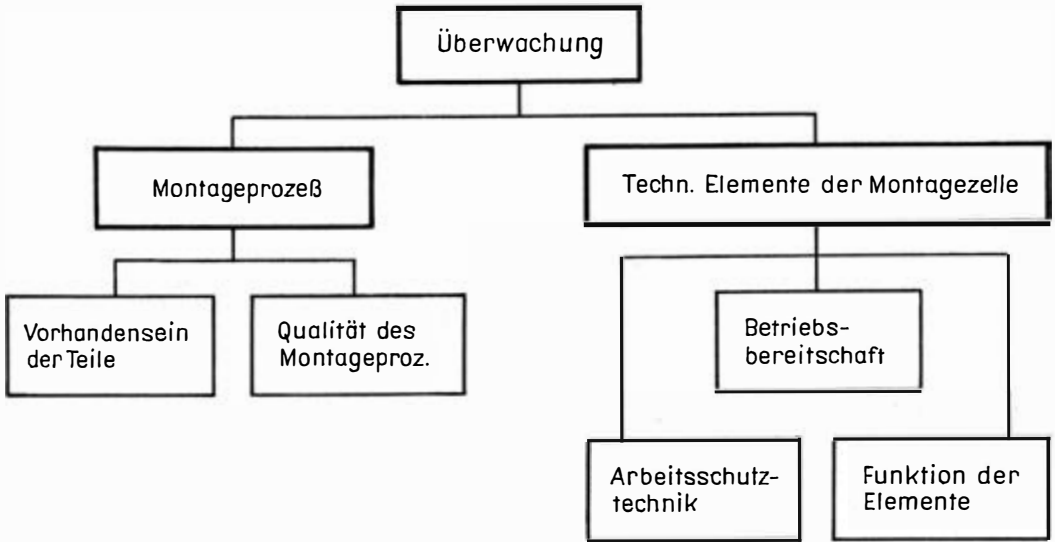 Überwachung
Montageprozeß
Techn. Elemente der Montagezelle
Vorhandensein
der Teile
Qualität des
Montageproz.
Betriebs-
bereitschaft
Arbeitsschutz-
technik
Funktion der
Elemente